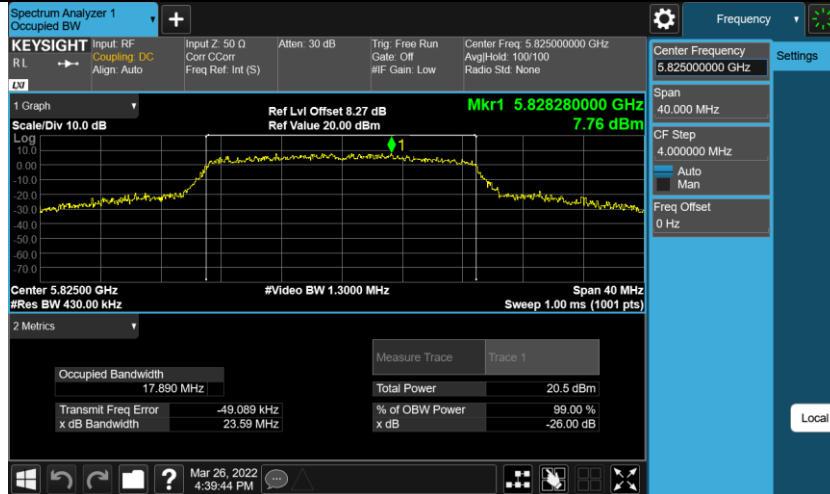 Spectrum Analyzer 1
Occupied BW
+
Frequency
KEYSIGHT
R L
LXI
Input: RF
Coupling: DC
Align: Auto
Input Z: 50 Ω
Corr CCorr
Freq Ref: Int (S)
Atten: 30 dB
Trig: Free Run
Gate: Off
#IF Gain: Low
Center Freq: 5.825000000 GHz
Avg|Hold: 100/100
Radio Std: None
Center Frequency
5.825000000 GHz
Settings
Span
40.000 MHz
CF Step
4.000000 MHz
Auto
Man
Freq Offset
0 Hz
Local
1 Graph
Scale/Div 10.0 dB
Ref Lvl Offset 8.27 dB
Ref Value 20.00 dBm
Mkr1 5.828280000 GHz
7.76 dBm
Log
10.0
0.00
-10.0
-20.0
-30.0
-40.0
-50.0
-60.0
-70.0
1
Center 5.82500 GHz
#Res BW 430.00 kHz
#Video BW 1.3000 MHz
Span 40 MHz
Sweep 1.00 ms (1001 pts)
2 Metrics
Measure Trace Trace 1
Occupied Bandwidth
17.890 MHz
Total Power 20.5 dBm
Transmit Freq Error -49.089 kHz
% of OBW Power 99.00 %
x dB Bandwidth 23.59 MHz
x dB -26.00 dB
?
Mar 26, 2022
4:39:44 PM